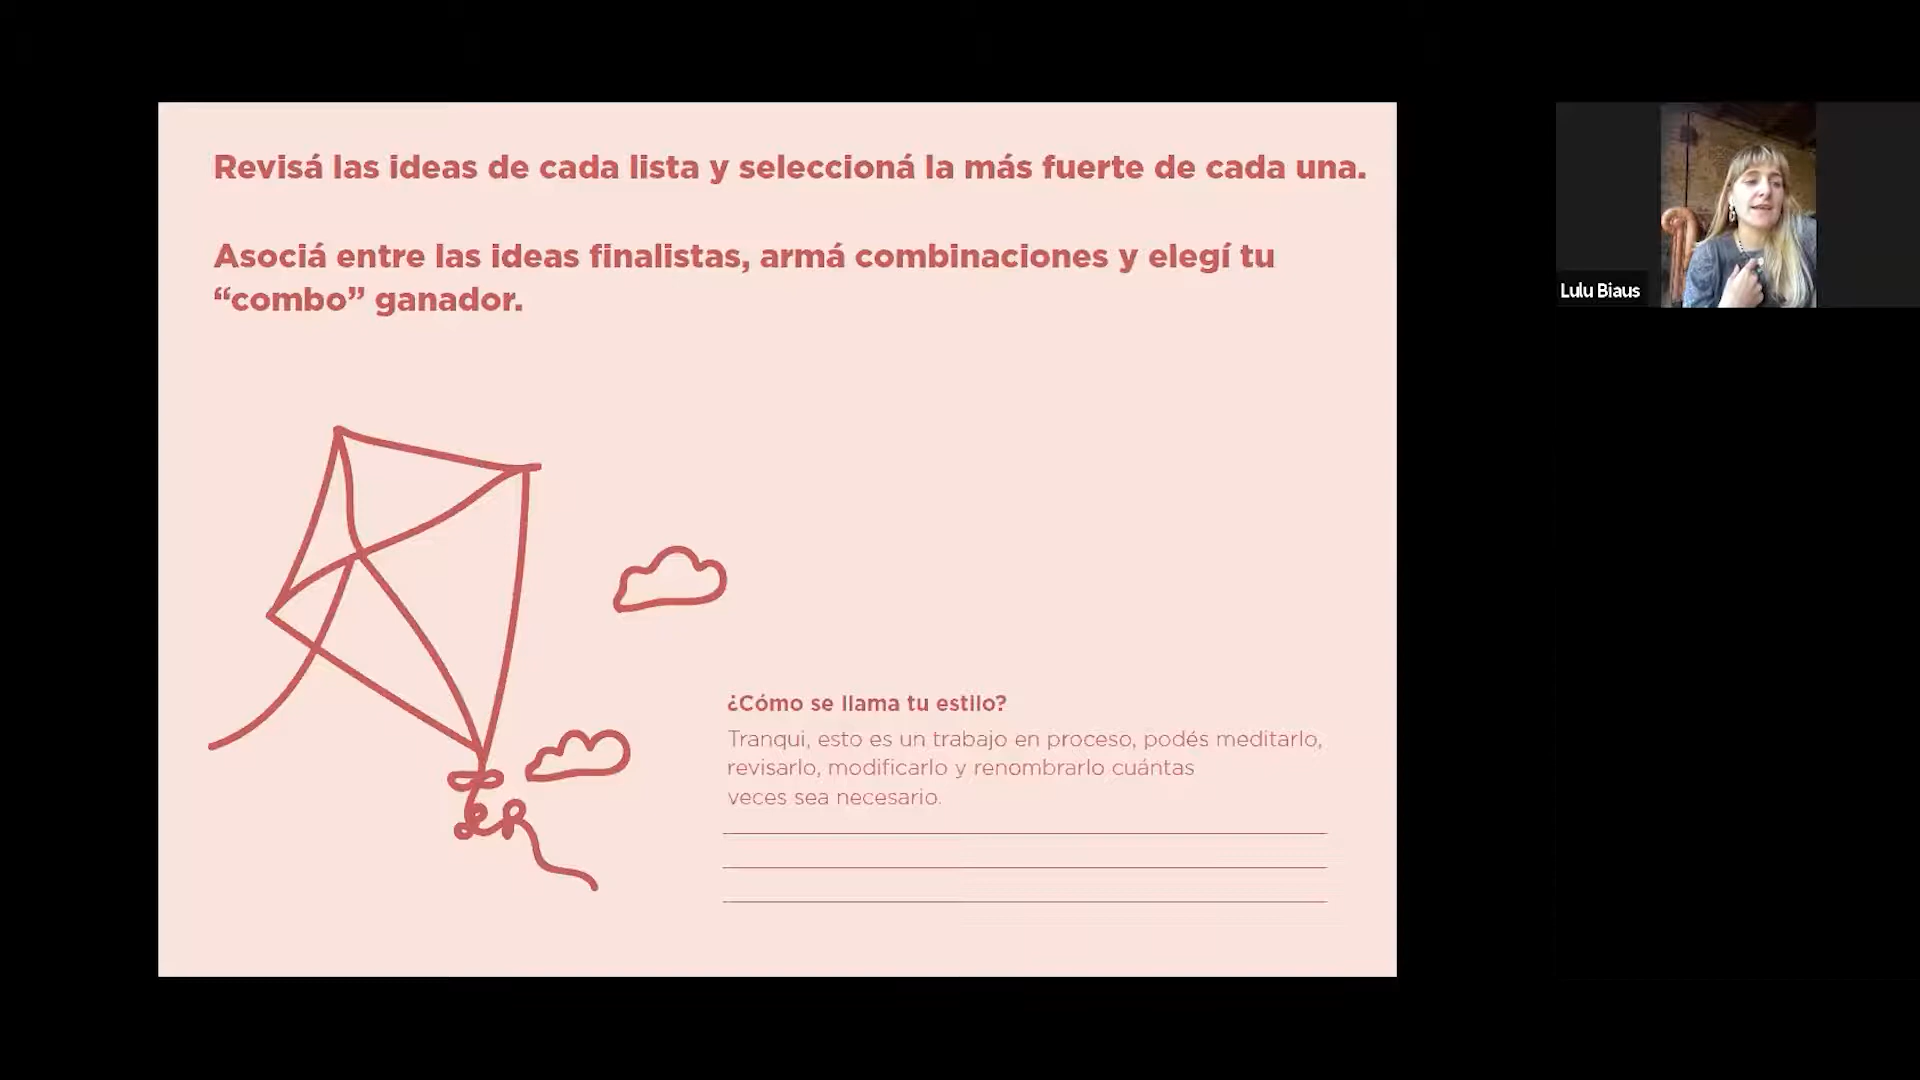 Revisá las ideas de cada lista y seleccioná la más fuerte de cada una.
Asociá entre las ideas finalistas, armá combinaciones y elegí tu
“combo” ganador.
¿Cómo se llama tu estilo?
Tranqui, esto es un trabajo en proceso, podés meditarlo,
revisarlo, modificarlo y renombrarlo cuántas
veces sea necesario.
Lulu Biaus